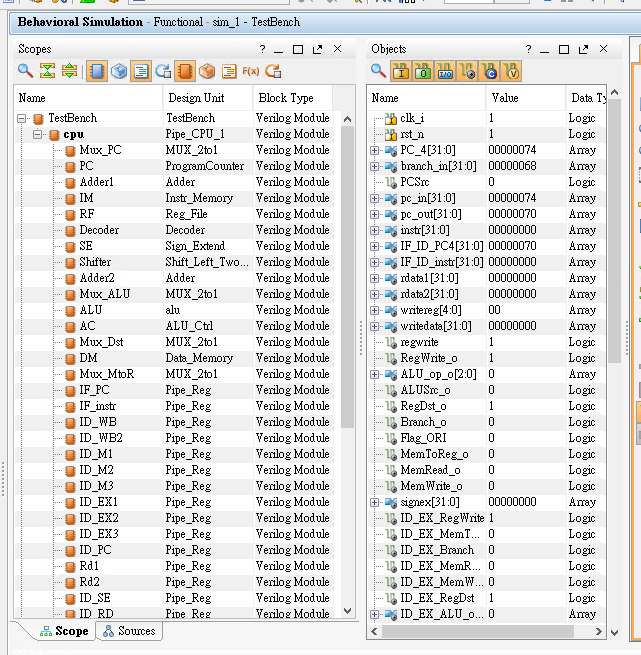 Behavioral Simulation - Functional - sim_1 - TestBench
Scopes
Name Design Unit Block Type
TestBench TestBench Verilog Module
cpu Pipe_CPU_1 Verilog Module
Mux_PC MUX_2to1 Verilog Module
PC ProgramCounter Verilog Module
Adder1 Adder Verilog Module
IM Instr_Memory Verilog Module
RF Reg_File Verilog Module
Decoder Decoder Verilog Module
SE Sign_Extend Verilog Module
Shifter Shift_Left_Two... Verilog Module
Adder2 Adder Verilog Module
Mux_ALU MUX_2to1 Verilog Module
ALU alu Verilog Module
AC ALU_Ctrl Verilog Module
Mux_Dst MUX_2to1 Verilog Module
DM Data_Memory Verilog Module
Mux_MtoR MUX_2to1 Verilog Module
IF_PC Pipe_Reg Verilog Module
IF_instr Pipe_Reg Verilog Module
ID_WB Pipe_Reg Verilog Module
ID_WB2 Pipe_Reg Verilog Module
ID_M1 Pipe_Reg Verilog Module
ID_M2 Pipe_Reg Verilog Module
ID_M3 Pipe_Reg Verilog Module
ID_EX1 Pipe_Reg Verilog Module
ID_EX2 Pipe_Reg Verilog Module
ID_EX3 Pipe_Reg Verilog Module
ID_PC Pipe_Reg Verilog Module
Rd1 Pipe_Reg Verilog Module
Rd2 Pipe_Reg Verilog Module
ID_SE Pipe_Reg Verilog Module
ID_RD Pipe_Reg Verilog Module
Scope Sources
Objects
Name Value Data Ty
clk_i 1 Logic
rst_n 1 Logic
PC_4[31:0] 00000074 Array
branch_in[31:0] 00000068 Array
PCSrc 0 Logic
pc_in[31:0] 00000074 Array
pc_out[31:0] 00000070 Array
instr[31:0] 00000000 Array
IF_ID_PC4[31:0] 00000070 Array
IF_ID_instr[31:0] 00000000 Array
rdata1[31:0] 00000000 Array
rdata2[31:0] 00000000 Array
writereg[4:0] 00 Array
writedata[31:0] 00000000 Array
regwrite 1 Logic
RegWrite_o 1 Logic
ALU_op_o[2:0] 0 Array
ALUSrc_o 0 Logic
RegDst_o 1 Logic
Branch_o 0 Logic
Flag_ORI 0 Logic
MemToReg_o 0 Logic
MemRead_o 0 Logic
MemWrite_o 0 Logic
signex[31:0] 00000000 Array
ID_EX_RegWrite 1 Logic
ID_EX_MemT... 0 Logic
ID_EX_Branch 0 Logic
ID_EX_MemR... 0 Logic
ID_EX_MemW... 0 Logic
ID_EX_RegDst 1 Logic
ID_EX_ALU_o... 0 Array